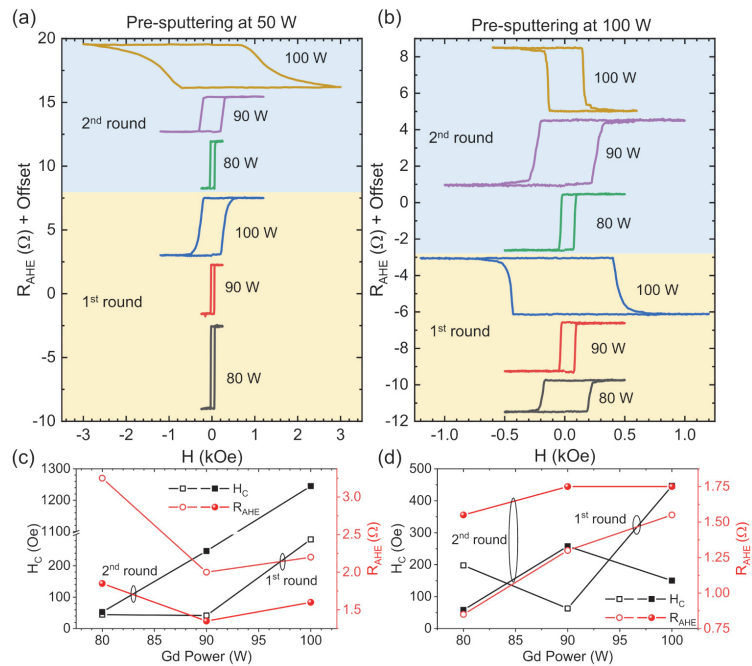 (a) Pre-sputtering at 50 W
20
15
10
5
0
-5
-10
R_AHE (Ω) + Offset
100 W
90 W
2nd round
80 W
100 W
90 W
1st round
80 W
-3 -2 -1 0 1 2 3
H (kOe)
(b) Pre-sputtering at 100 W
8
6
4
2
0
-2
-4
-6
-8
-10
-12
R_AHE (Ω) + Offset
100 W
2nd round
90 W
80 W
100 W
1st round
90 W
80 W
-0.5 0.0 0.5 1.0
H (kOe)
(c)
1300
1200
1100
200
100
0
H_C (Oe)
H_C
R_AHE
2nd round
1st round
3.0
2.5
2.0
1.5
R_AHE (Ω)
80 85 90 95 100
Gd Power (W)
(d)
500
400
300
200
100
0
H_C (Oe)
1st round
2nd round
H_C
R_AHE
1.75
1.50
1.25
1.00
0.75
R_AHE (Ω)
80 85 90 95 100
Gd Power (W)